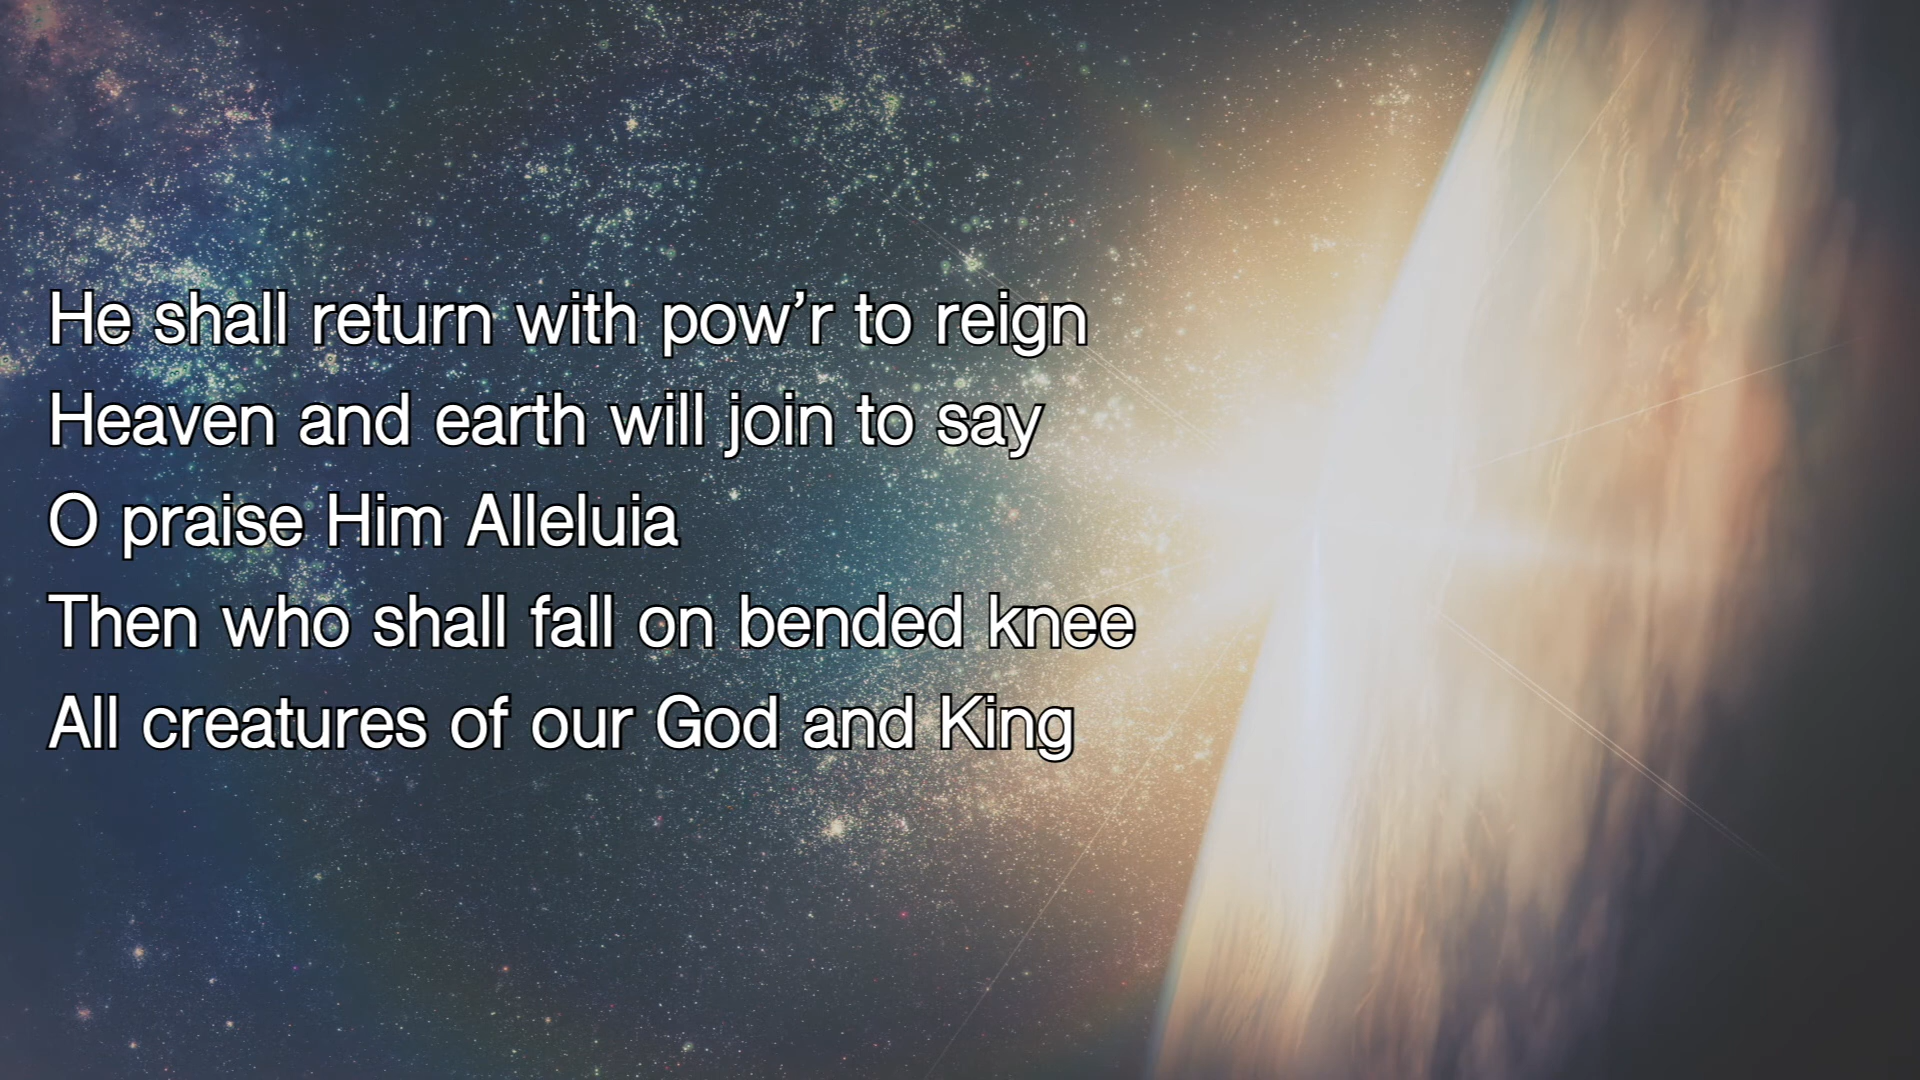 He shall return with pow’r to reign
Heaven and earth will join to say
O praise Him Alleluia
Then who shall fall on bended knee
All creatures of our God and King